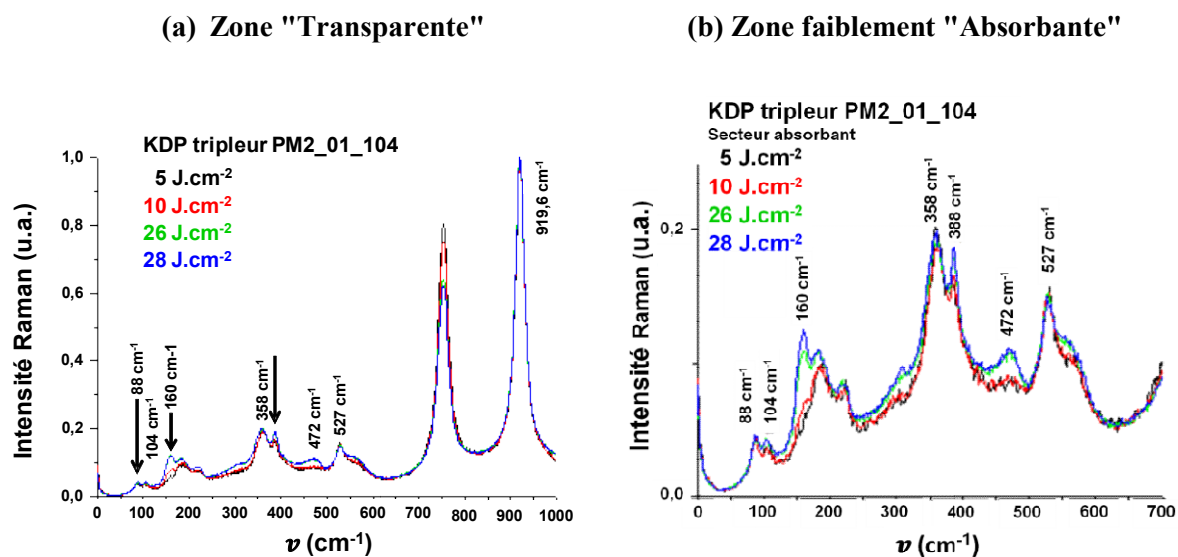 (a) Zone "Transparente"
(b) Zone faiblement "Absorbante"
KDP tripleur PM2_01_104
5 J.cm-2
10 J.cm-2
26 J.cm-2
28 J.cm-2
Intensité Raman (u.a.)
1,0
0,8
0,6
0,4
0,2
0,0
88 cm-1
104 cm-1
160 cm-1
358 cm-1
472 cm-1
527 cm-1
919,6 cm-1
0 100 200 300 400 500 600 700 800 900 1000
𝝊 (cm-1)
KDP tripleur PM2_01_104
Secteur absorbant
5 J.cm-2
10 J.cm-2
26 J.cm-2
28 J.cm-2
Intensité Raman (u.a.)
0,2
0,0
88 cm-1
104 cm-1
160 cm-1
358 cm-1
388 cm-1
472 cm-1
527 cm-1
0 100 200 300 400 500 600 700
𝝊 (cm-1)